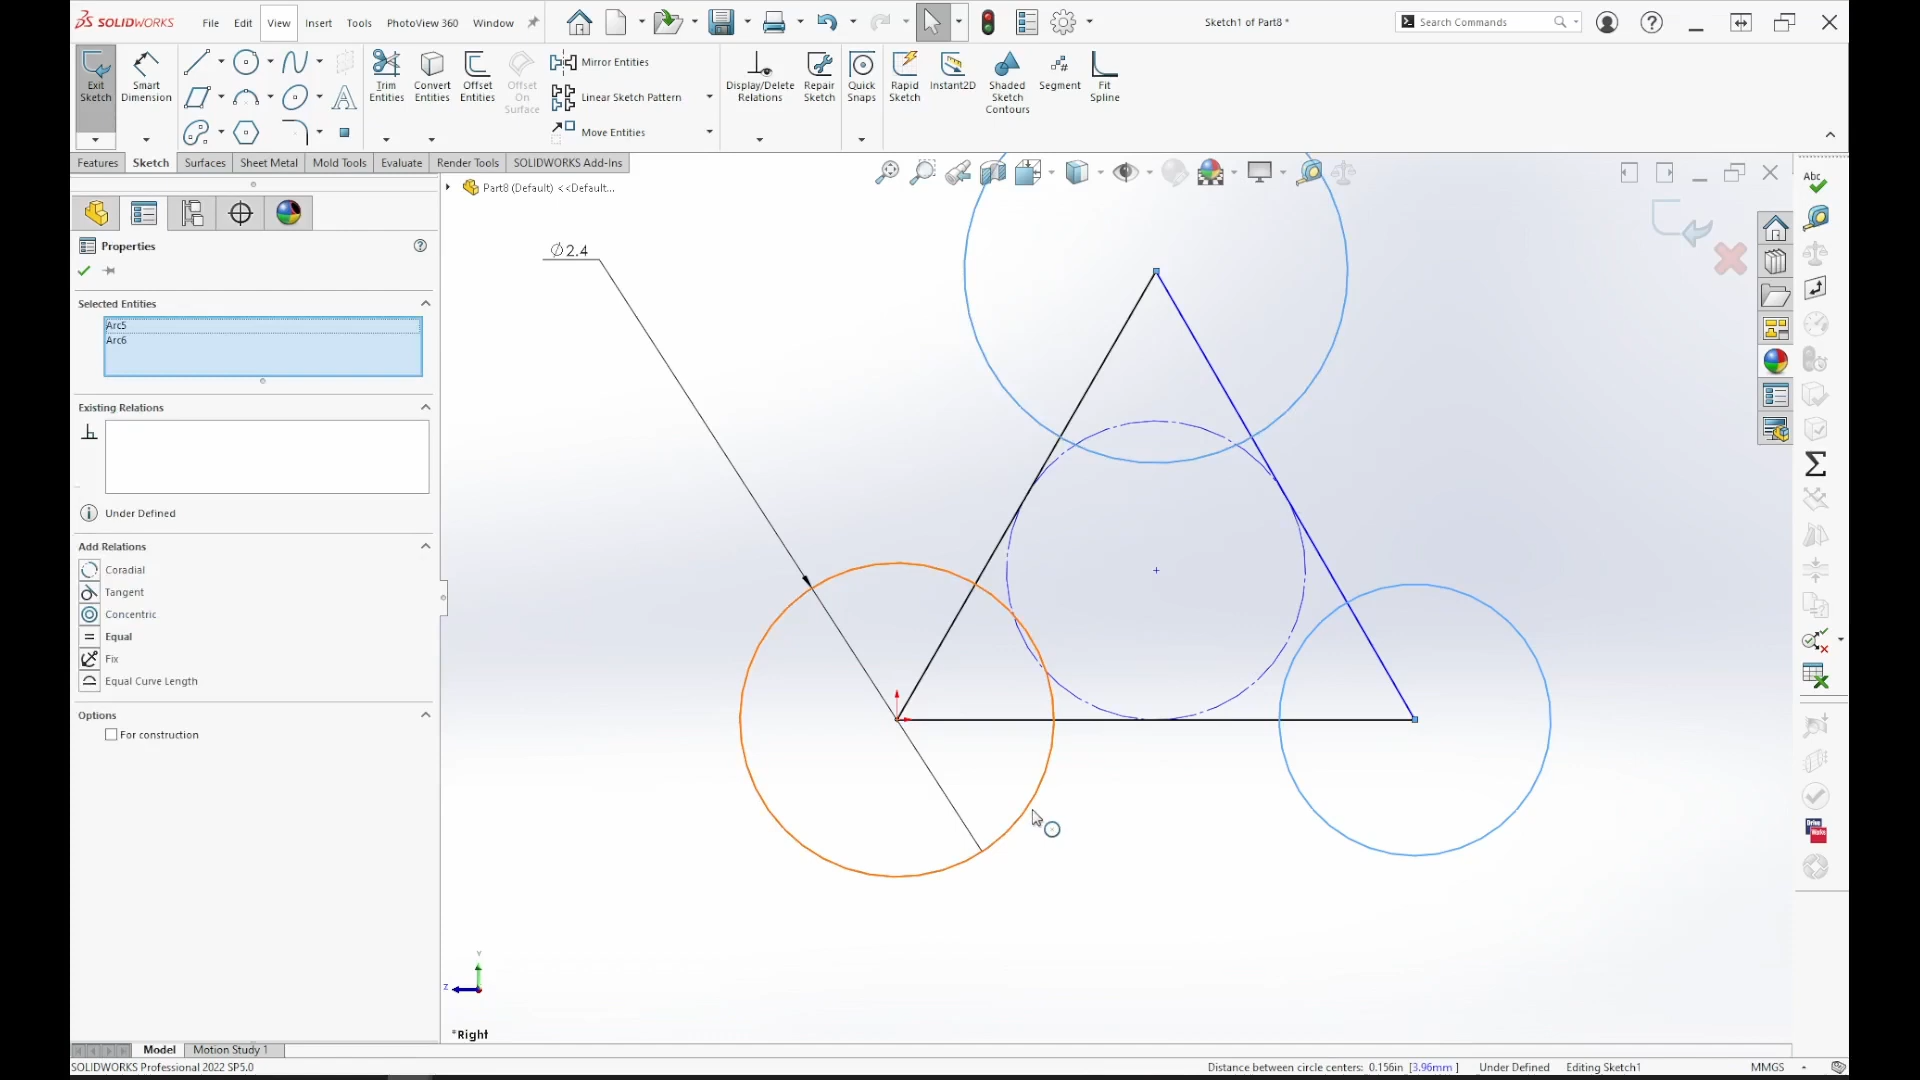 SOLIDWORKS File Edit View Insert Tools PhotoView 360 Window Sketch1 of Part8 * Search Commands
Exit Sketch
Smart Dimension
Trim Entities
Convert Entities
Offset Entities
Offset On Surface
Mirror Entities
Linear Sketch Pattern
Move Entities
Display/Delete Relations
Repair Sketch
Quick Snaps
Rapid Sketch
Instant2D
Shaded Sketch Contours
Segment
Fit Spline
Features Sketch Surfaces Sheet Metal Mold Tools Evaluate Render Tools SOLIDWORKS Add-Ins
Part8 (Default) <<Default...
Abc
Properties
Selected Entities
Arc5
Arc6
Existing Relations
Under Defined
Add Relations
Coradial
Tangent
Concentric
Equal
Fix
Equal Curve Length
Options
For construction
∅2.4
Y
Z
*Right
Model Motion Study 1
SOLIDWORKS Professional 2022 SP5.0 Distance between circle centers: 0.156in [3.96mm ] Under Defined Editing Sketch1 MMGS